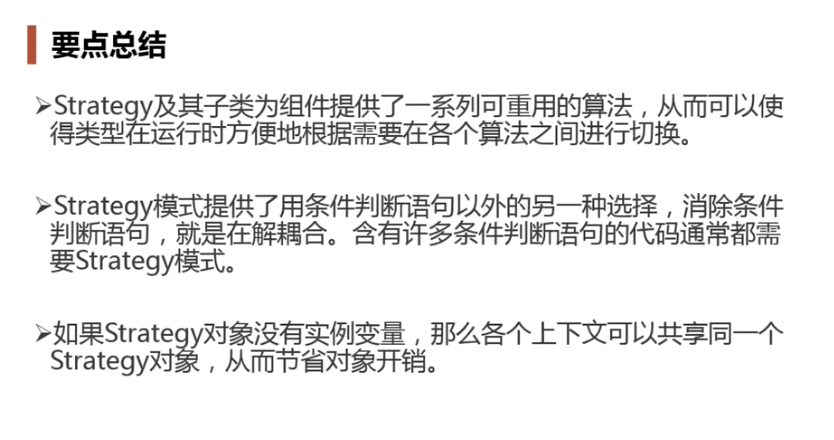 要点总结
➢Strategy及其子类为组件提供了一系列可重用的算法，从而可以使
得类型在运行时方便地根据需要在各个算法之间进行切换。
➢Strategy模式提供了用条件判断语句以外的另一种选择，消除条件
判断语句，就是在解耦合。含有许多条件判断语句的代码通常都需
要Strategy模式。
➢如果Strategy对象没有实例变量，那么各个上下文可以共享同一个
Strategy对象，从而节省对象开销。